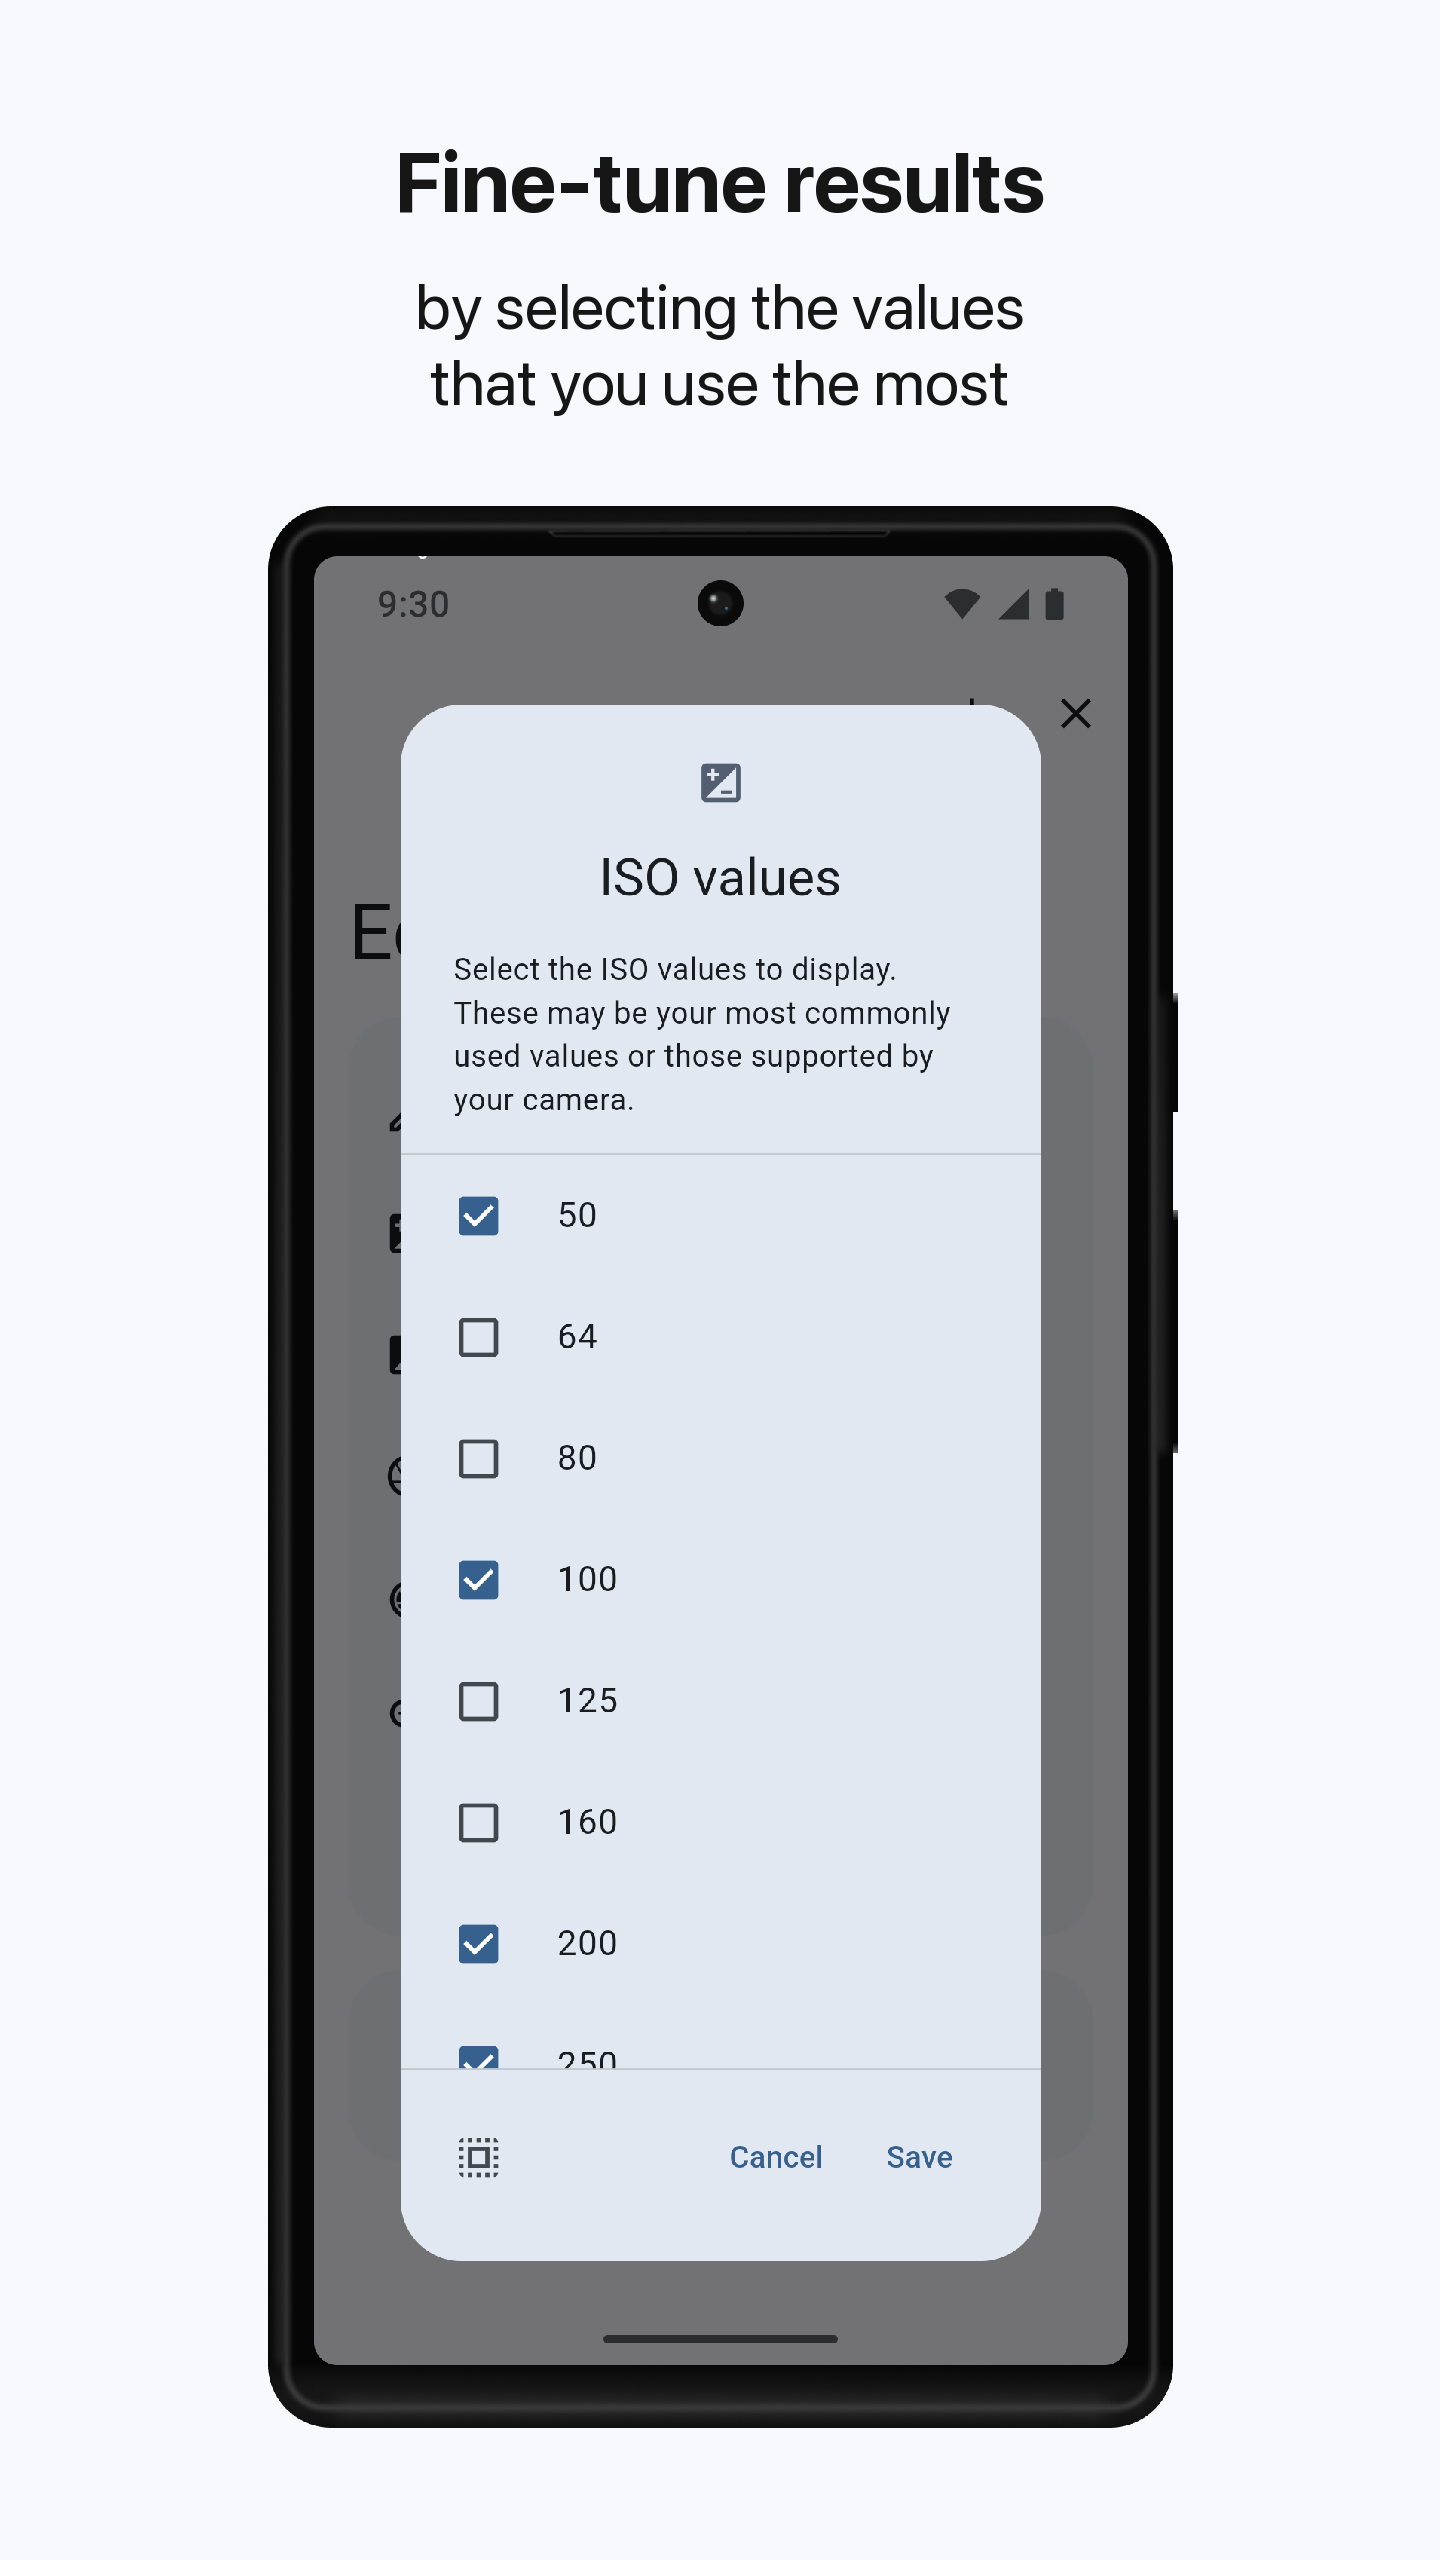 Fine-tune results
by selecting the values
that you use the most
9:30
ISO values
Select the ISO values to display.
These may be your most commonly
used values or those supported by
your camera.
50
64
80
100
125
160
200
250
Cancel
Save